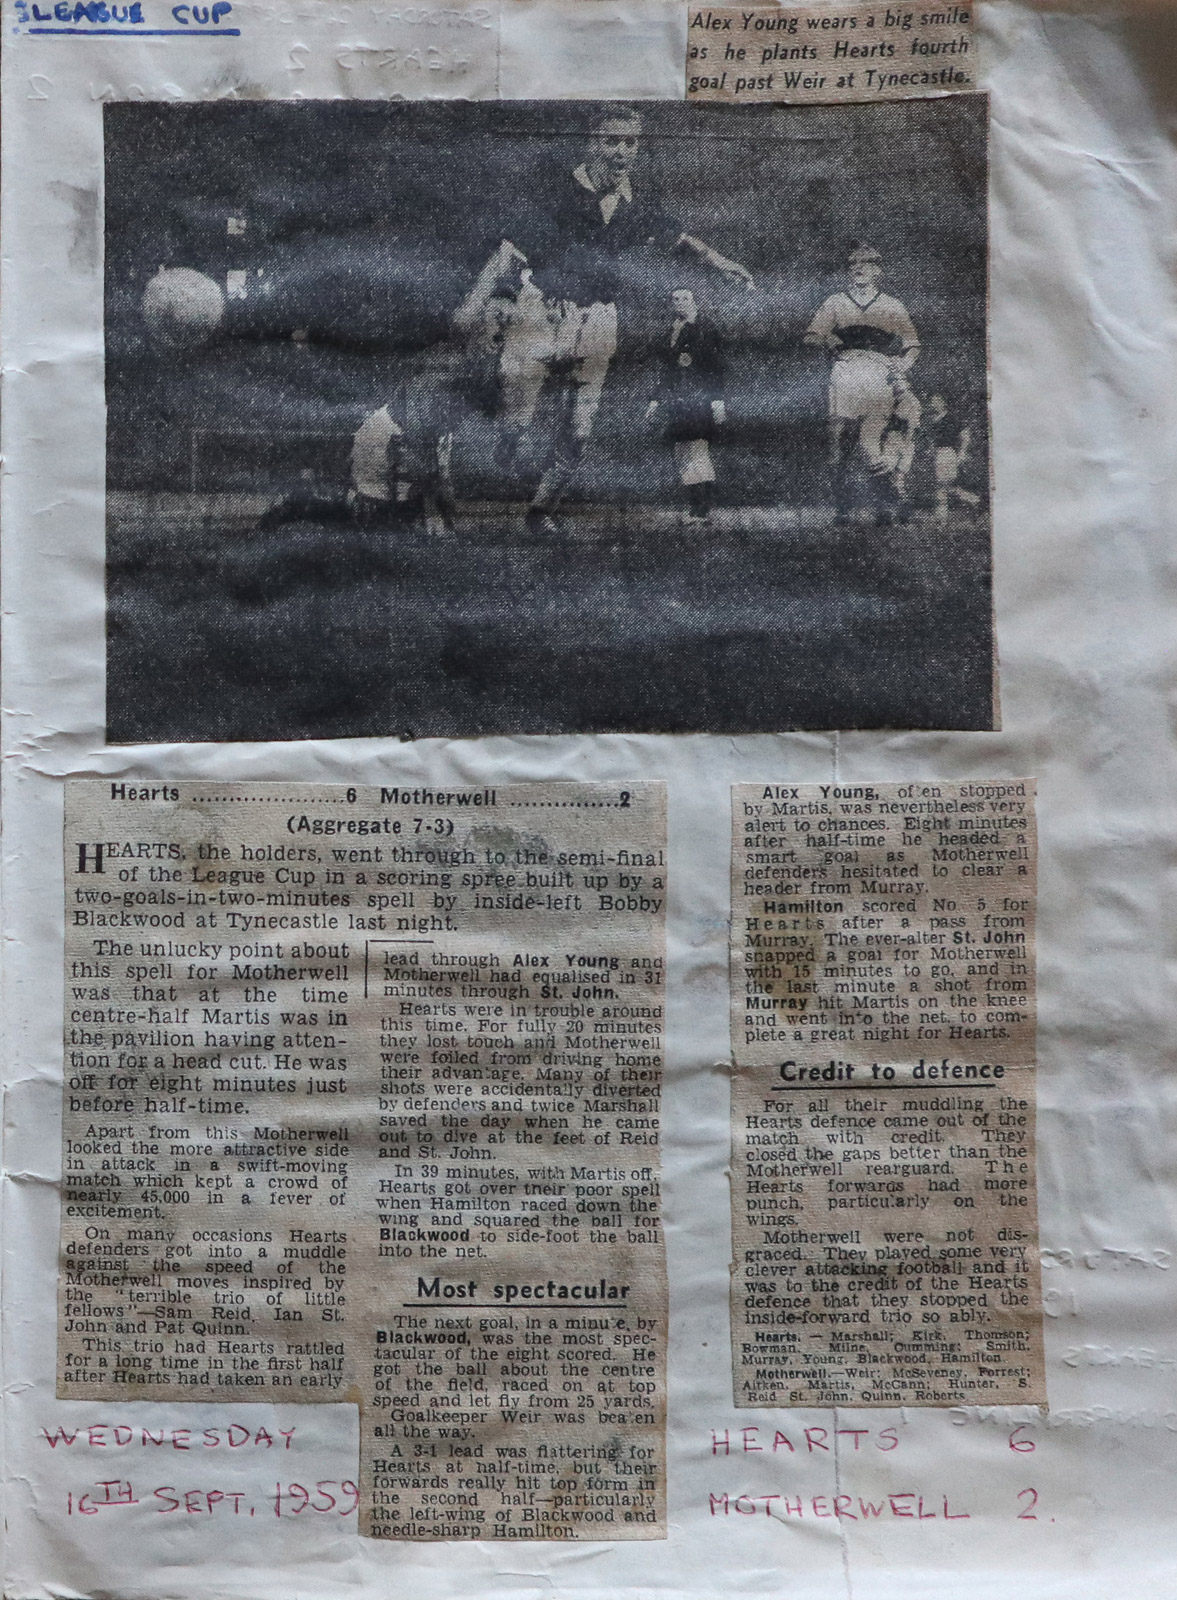 LEAGUE CUP
Alex Young wears a big smile
as he plants Hearts fourth
goal past Weir at Tynecastle.
Hearts ......................6 Motherwell ................2
(Aggregate 7-3)
HEARTS, the holders, went through to the semi-final
of the League Cup in a scoring spree built up by a
two-goals-in-two-minutes spell by inside-left Bobby
Blackwood at Tynecastle last night.
The unlucky point about
this spell for Motherwell
was that at the time
centre-half Martis was in
the pavilion having atten-
tion for a head cut. He was
off for eight minutes just
before half-time.
Apart from this Motherwell
looked the more attractive side
in attack in a swift-moving
match which kept a crowd of
nearly 45,000 in a fever of
excitement.
On many occasions Hearts
defenders got into a muddle
against the speed of the
Motherwell moves inspired by
the "terrible trio of little
fellows"—Sam Reid, Ian St.
John and Pat Quinn.
This trio had Hearts rattled
for a long time in the first half
after Hearts had taken an early
lead through Alex Young and
Motherwell had equalised in 31
minutes through St. John.
Hearts were in trouble around
this time. For fully 20 minutes
they lost touch and Motherwell
were foiled from driving home
their advantage. Many of their
shots were accidentally diverted
by defenders and twice Marshall
saved the day when he came
out to dive at the feet of Reid
and St. John.
In 39 minutes, with Martis off,
Hearts got over their poor spell
when Hamilton raced down the
wing and squared the ball for
Blackwood to side-foot the ball
into the net.
Most spectacular
The next goal, in a minute, by
Blackwood, was the most spec-
tacular of the eight scored. He
got the ball about the centre
of the field, raced on at top
speed and let fly from 25 yards.
Goalkeeper Weir was beaten
all the way.
A 3-1 lead was flattering for
Hearts at half-time, but their
forwards really hit top form in
the second half—particularly
the left-wing of Blackwood and
needle-sharp Hamilton.
Alex Young, of en stopped
by Martis, was nevertheless very
alert to chances. Eight minutes
after half-time he headed a
smart goal as Motherwell
defenders hesitated to clear a
header from Murray.
Hamilton scored No. 5 for
Hearts after a pass from
Murray. The ever-alter St. John
snapped a goal for Motherwell
with 15 minutes to go, and in
the last minute a shot from
Murray hit Martis on the knee
and went into the net, to com-
plete a great night for Hearts.
Credit to defence
For all their muddling the
Hearts defence came out of the
match with credit. They
closed the gaps better than the
Motherwell rearguard. The
Hearts forwards had more
punch, particularly on the
wings.
Motherwell were not dis-
graced. They played some very
clever attacking football and it
was to the credit of the Hearts
defence that they stopped the
inside-forward trio so ably.
Hearts. — Marshall; Kirk, Thomson;
Bowman, Milne, Cumming; Smith,
Murray, Young, Blackwood, Hamilton
Motherwell.—Weir; McSeveney, Forrest;
Aitken, Martis, McCann; Hunter, S.
Reid St. John, Quinn, Roberts
WEDNESDAY
16TH SEPT. 1959
HEARTS 6
MOTHERWELL 2.